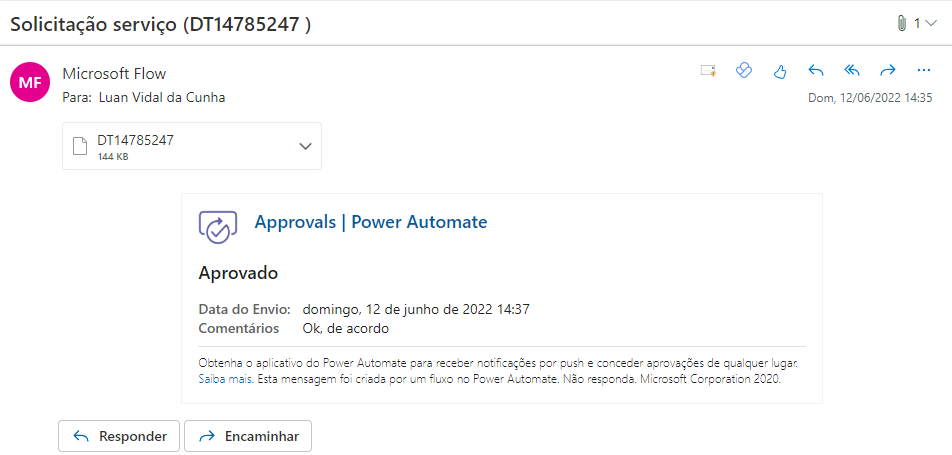 Solicitação serviço (DT14785247 )
1
MF
Microsoft Flow
Para: Luan Vidal da Cunha
Dom, 12/06/2022 14:35
DT14785247
144 KB
Approvals | Power Automate
Aprovado
Data do Envio: domingo, 12 de junho de 2022 14:37
Comentários Ok, de acordo
Obtenha o aplicativo do Power Automate para receber notificações por push e conceder aprovações de qualquer lugar.
Saiba mais. Esta mensagem foi criada por um fluxo no Power Automate. Não responda. Microsoft Corporation 2020.
Responder
Encaminhar